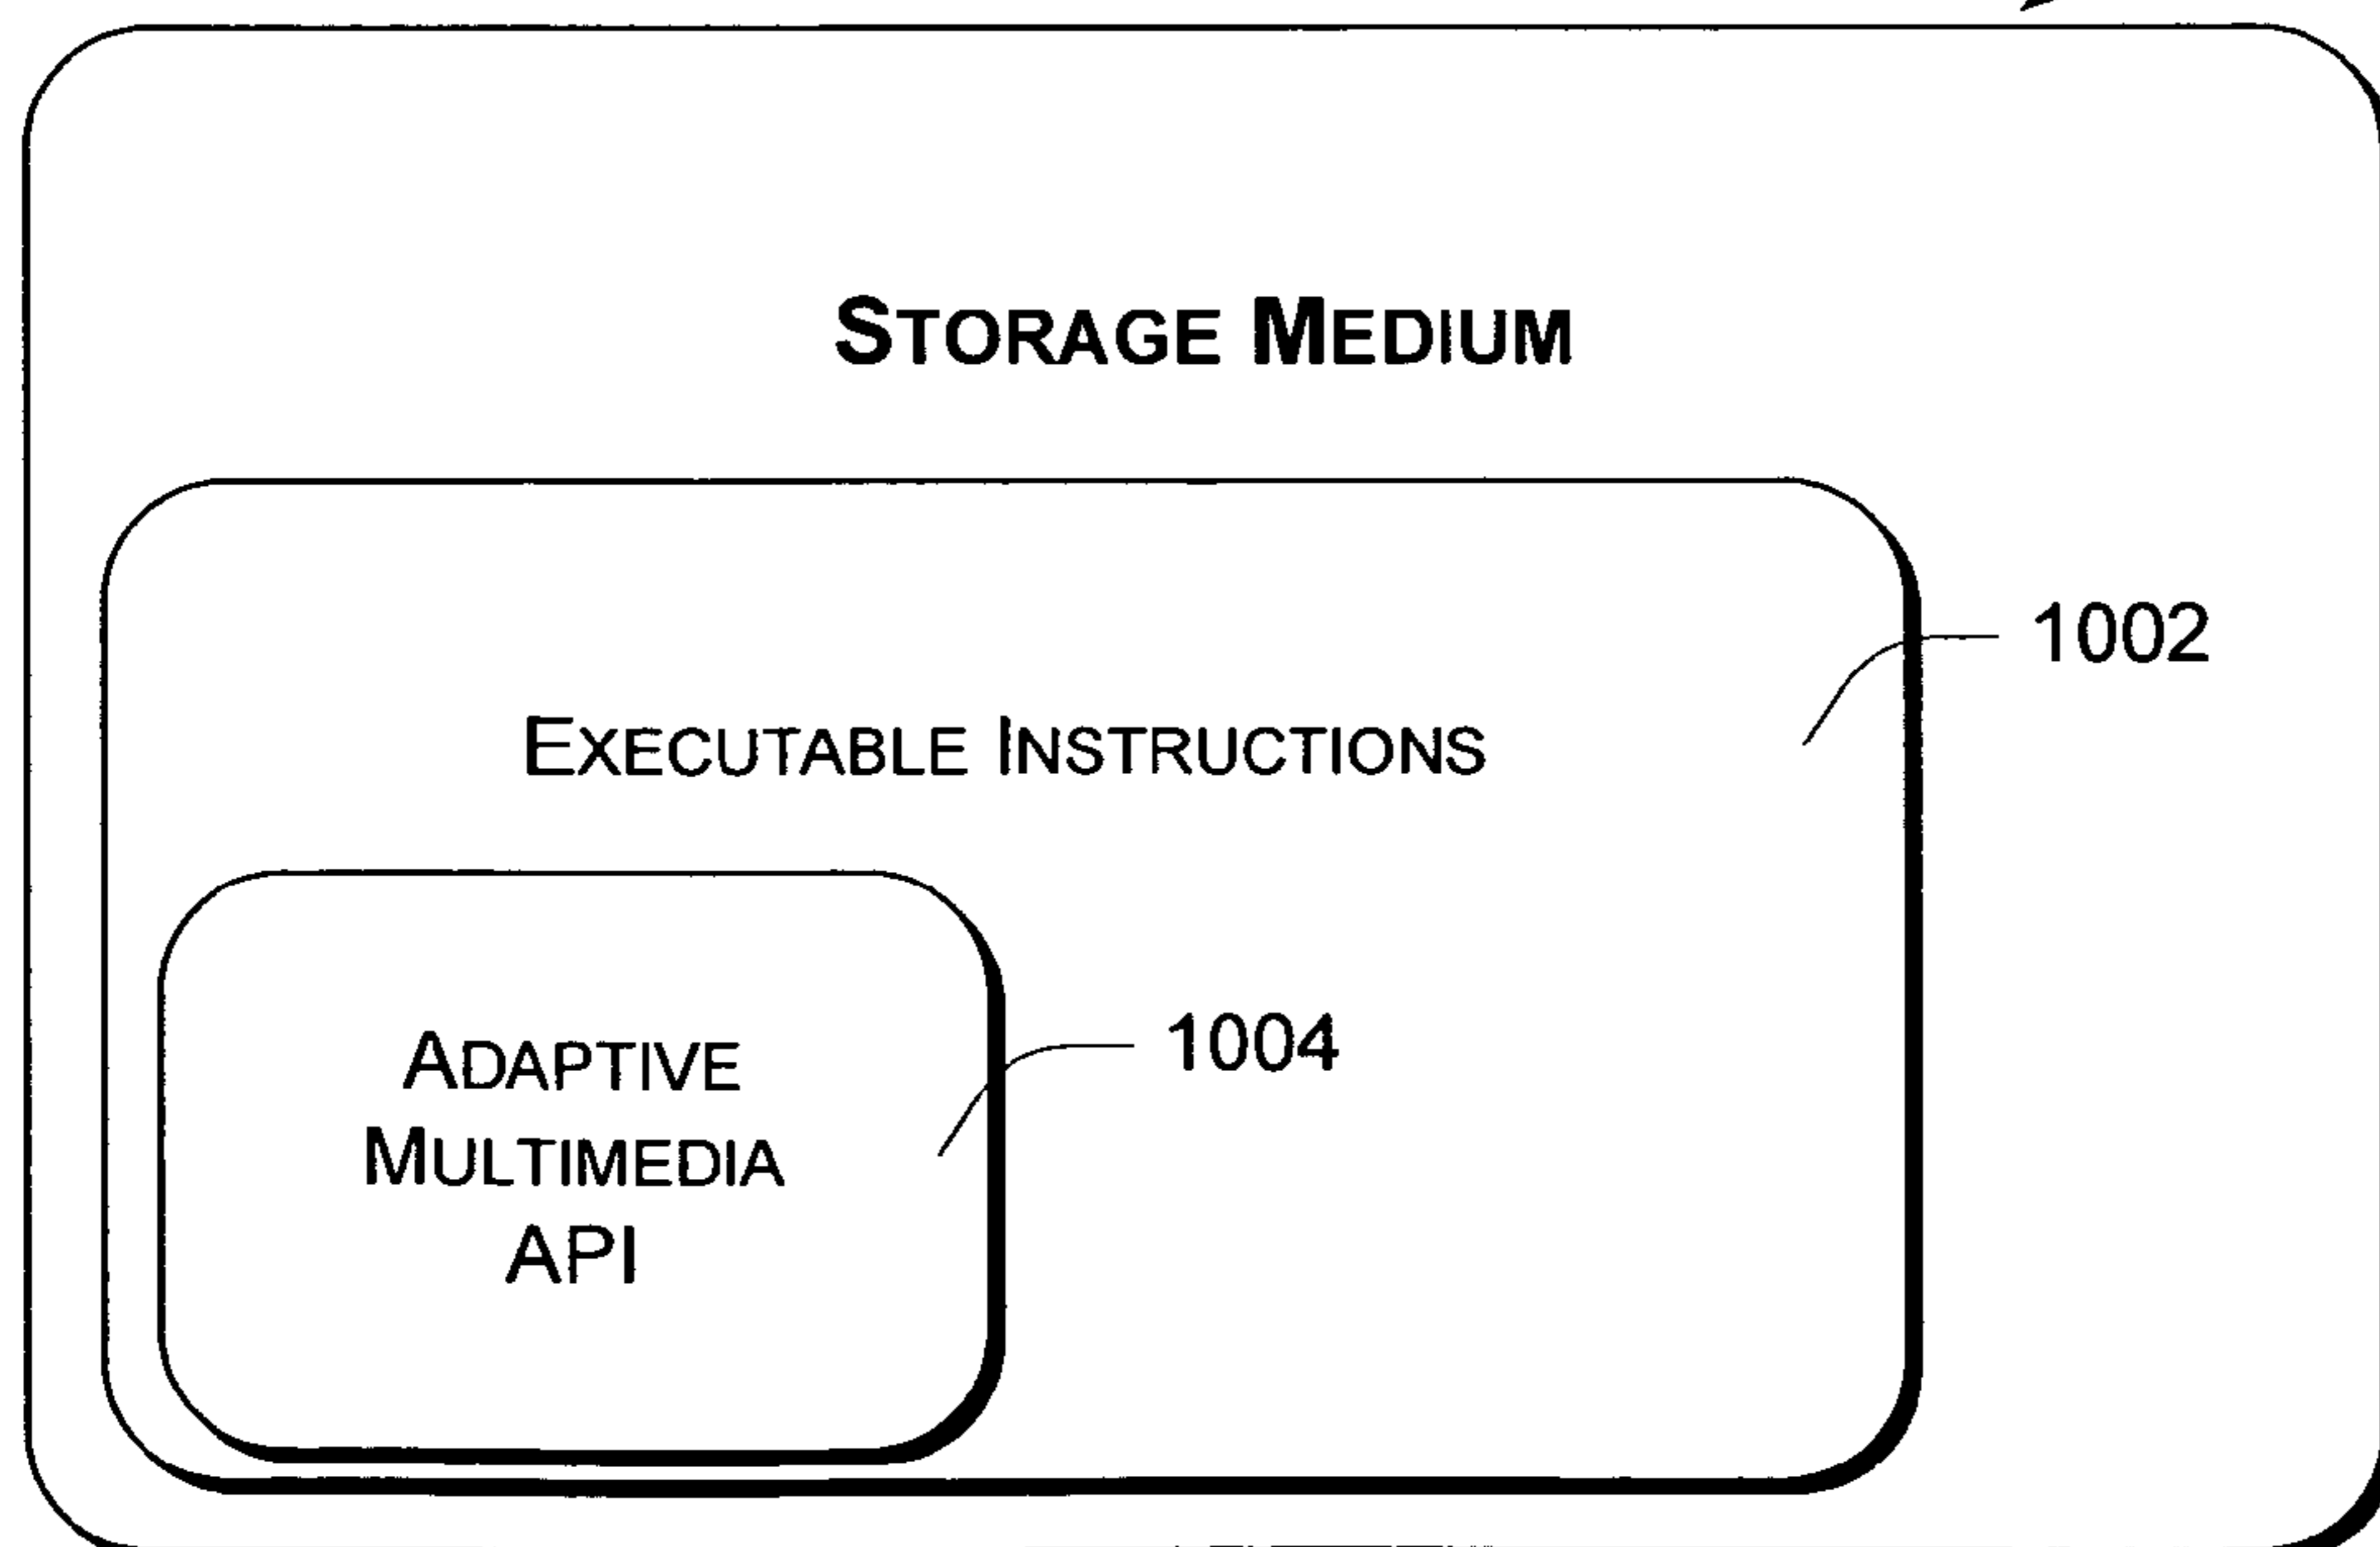 STORAGE MEDIUM
1002
EXECUTABLE INSTRUCTIONS
1004
ADAPTIVE
MULTIMEDIA
API